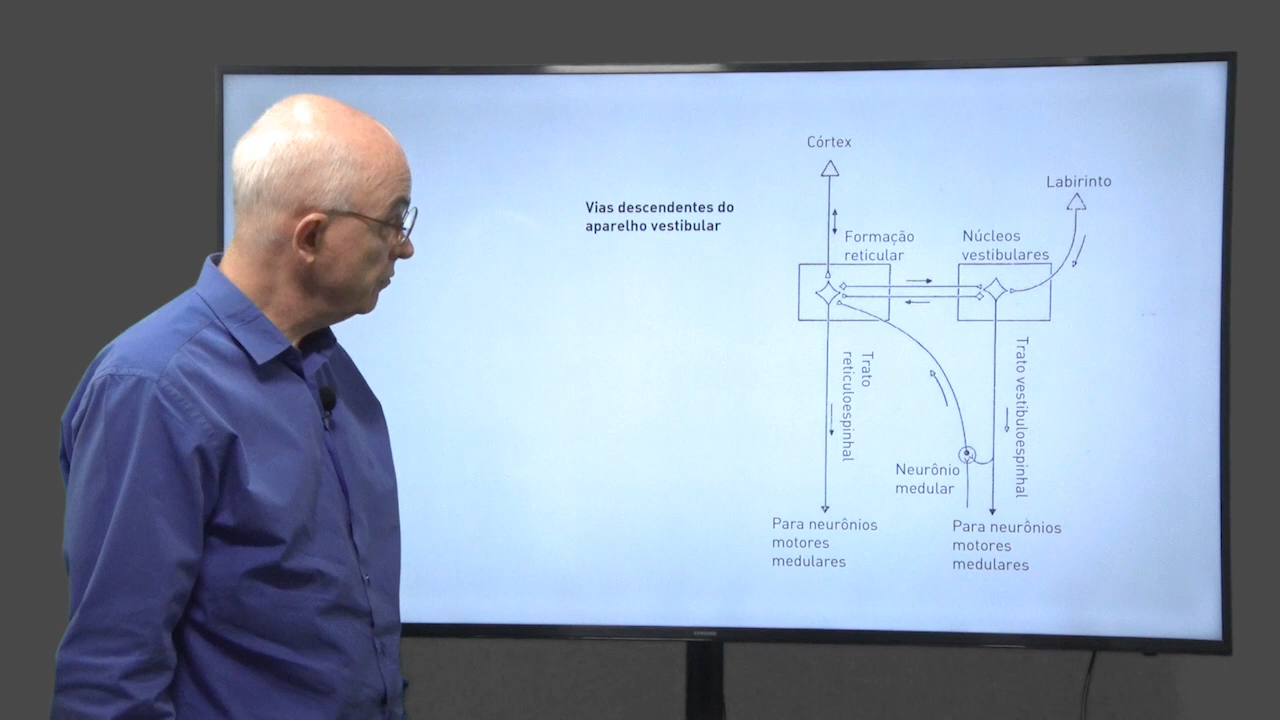 Vias descendentes do
aparelho vestibular
Córtex
Labirinto
Formação
reticular
Núcleos
vestibulares
Trato
reticuloespinhal
Trato vestibuloespinhal
Neurônio
medular
Para neurônios
motores
medulares
Para neurônios
motores
medulares
SAMSUNG